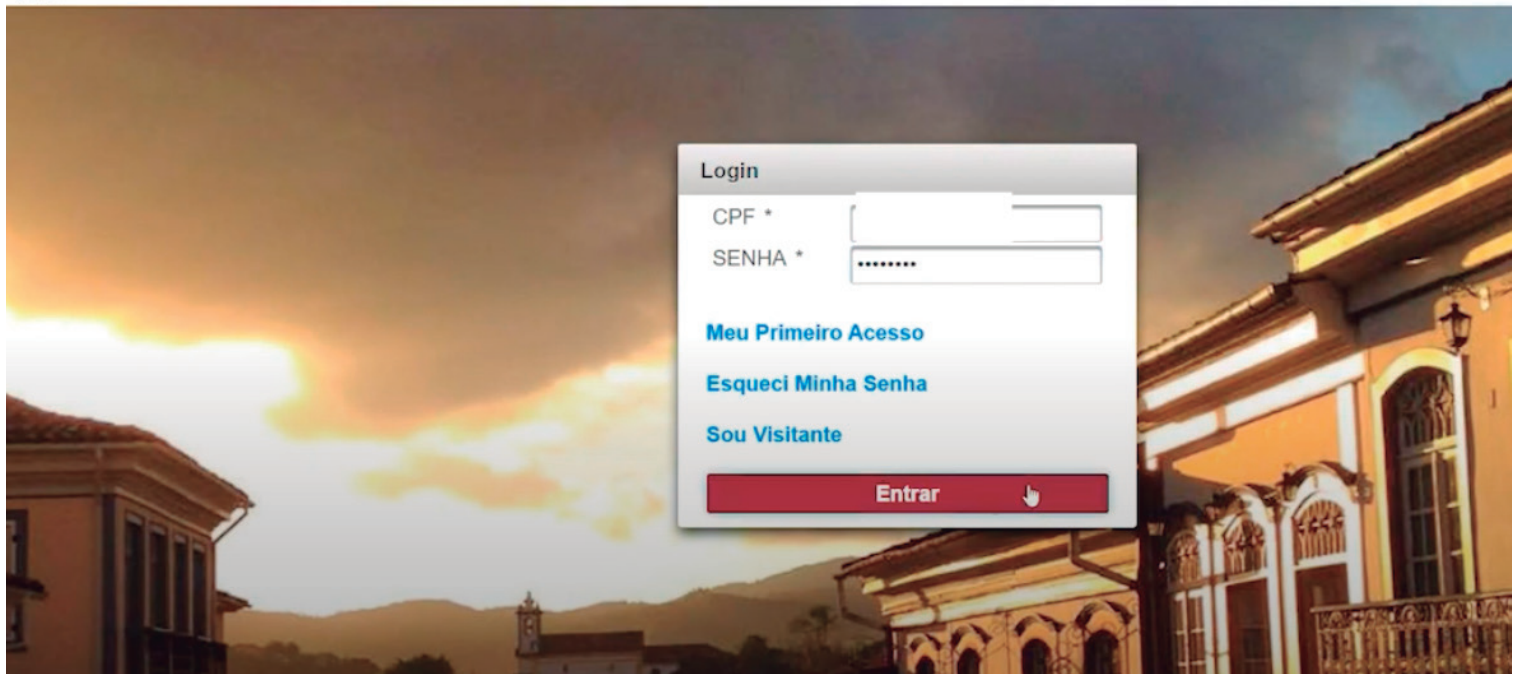 Login
CPF *
SENHA * ••••••••
Meu Primeiro Acesso
Esqueci Minha Senha
Sou Visitante
Entrar